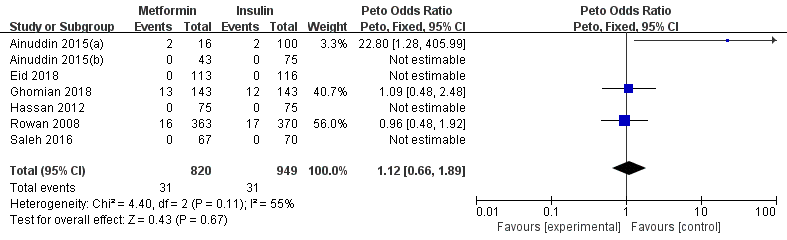 Metformin Insulin Peto Odds Ratio Peto Odds Ratio
Study or Subgroup Events Total Events Total Weight Peto, Fixed, 95% CI Peto, Fixed, 95% CI
Ainuddin 2015(a) 2 16 2 100 3.3% 22.80 [1.28, 405.99]
Ainuddin 2015(b) 0 43 0 75 Not estimable
Eid 2018 0 113 0 116 Not estimable
Ghomian 2018 13 143 12 143 40.7% 1.09 [0.48, 2.48]
Hassan 2012 0 75 0 75 Not estimable
Rowan 2008 16 363 17 370 56.0% 0.96 [0.48, 1.92]
Saleh 2016 0 67 0 70 Not estimable
Total (95% CI) 820 949 100.0% 1.12 [0.66, 1.89]
Total events 31 31
Heterogeneity: Chi² = 4.40, df = 2 (P = 0.11); I² = 55%
Test for overall effect: Z = 0.43 (P = 0.67)
0.01 0.1 1 10 100
Favours [experimental] Favours [control]